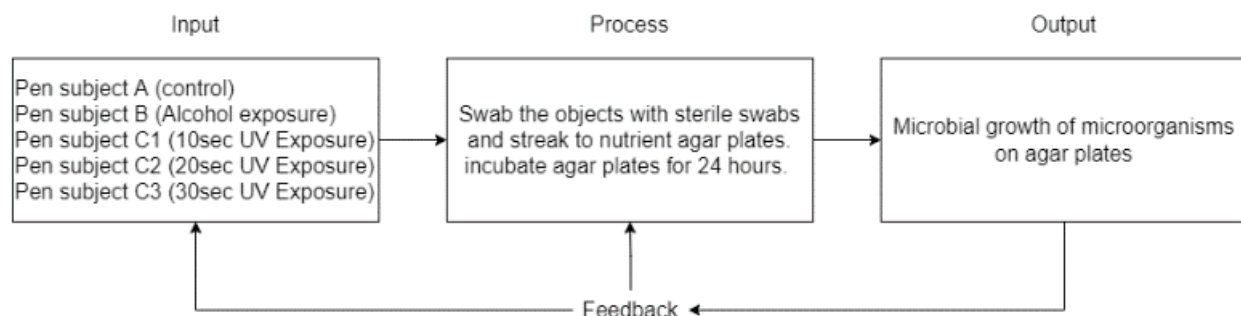 Input
Process
Output
Pen subject A (control)
Pen subject B (Alcohol exposure)
Pen subject C1 (10sec UV Exposure)
Pen subject C2 (20sec UV Exposure)
Pen subject C3 (30sec UV Exposure)
Swab the objects with sterile swabs
and streak to nutrient agar plates.
incubate agar plates for 24 hours.
Microbial growth of microorganisms
on agar plates
Feedback